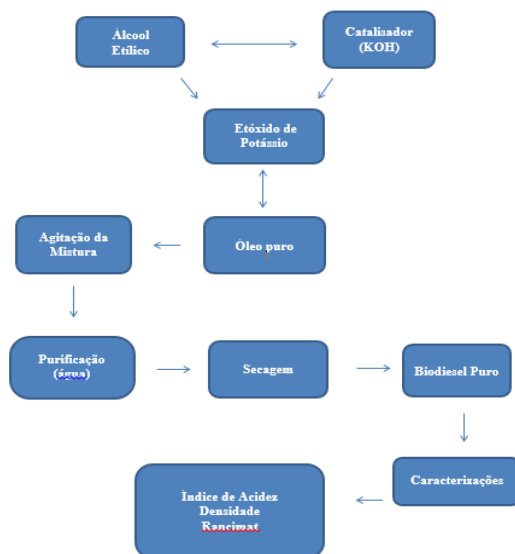 Álcool
Etílico
Catalisador
(KOH)
Etóxido de
Potássio
Agitação da
Mistura
Óleo puro
Purificação
(água)
Secagem
Biodiesel Puro
Caracterizações
Índice de Acidez
Densidade
Rancimat